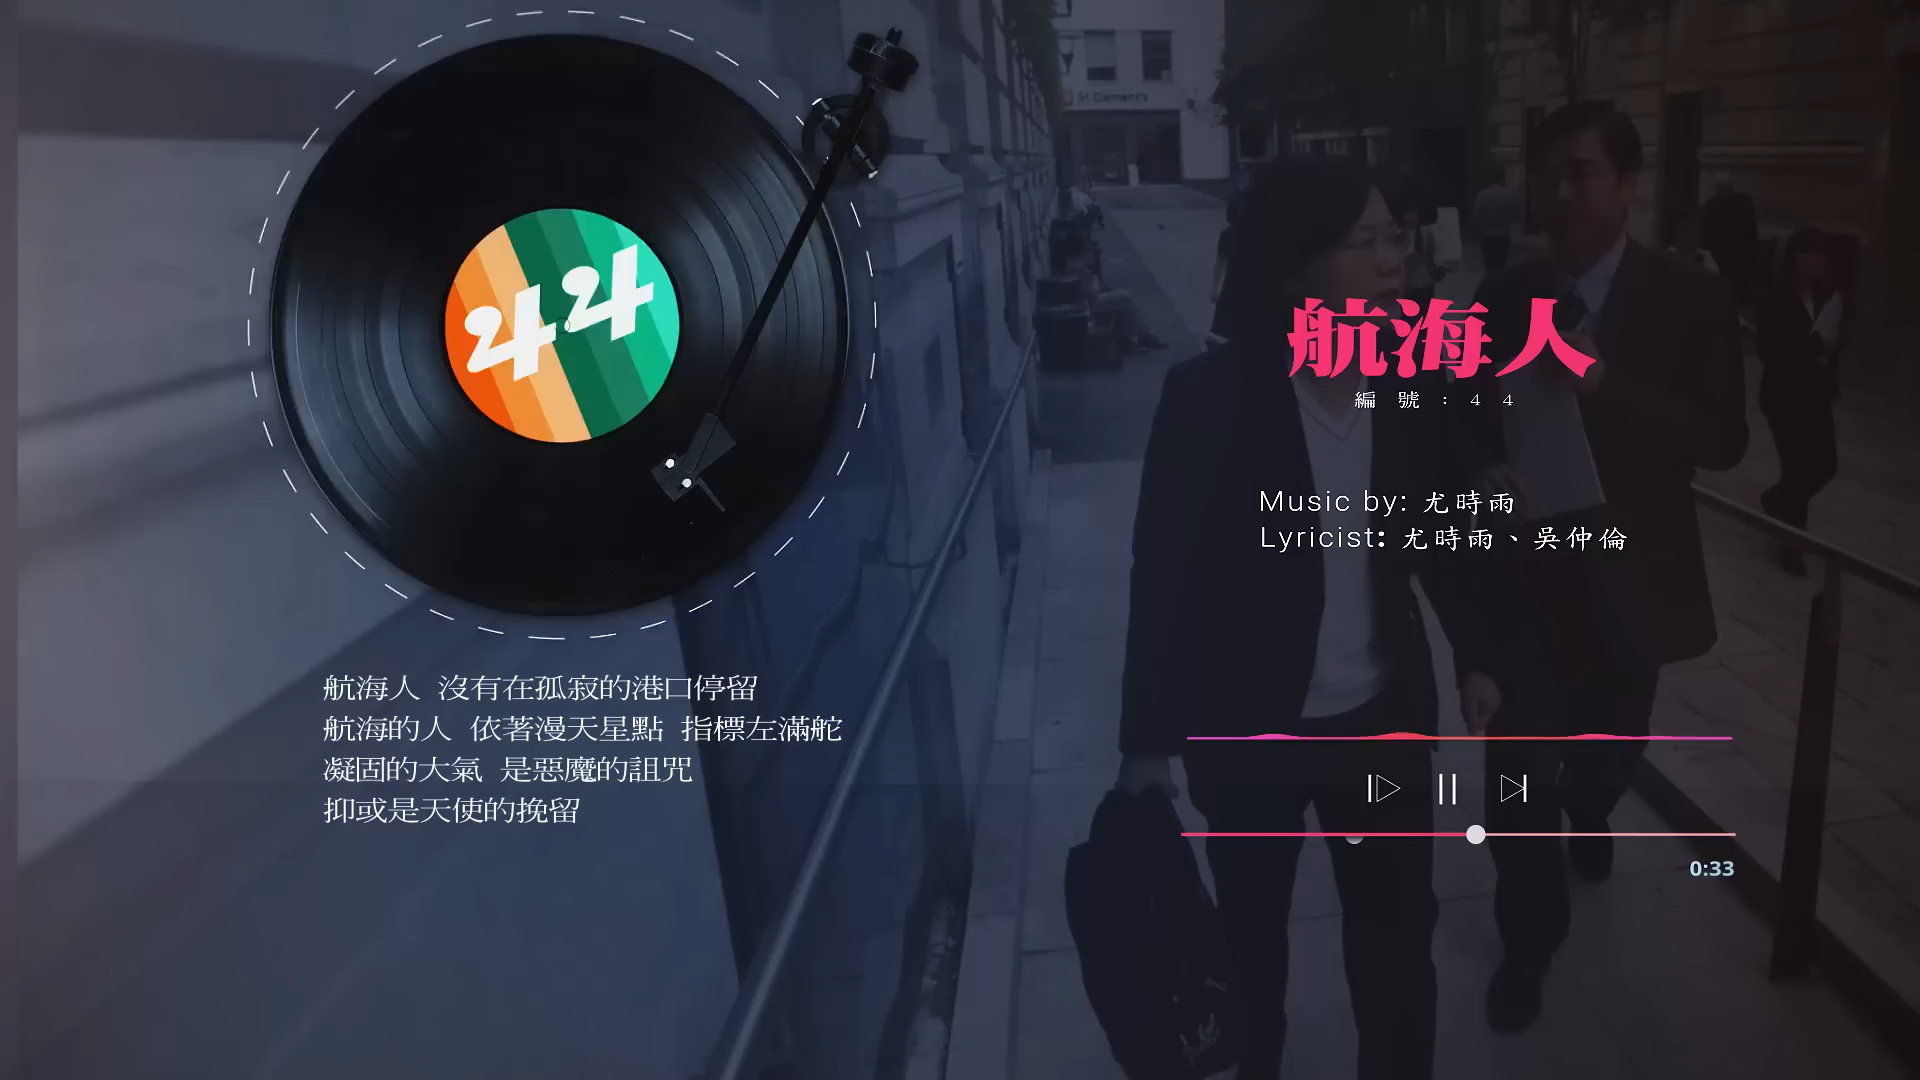 44
St Clement's
航海人
編號:44
Music by: 尤時雨
Lyricist: 尤時雨、吳仲倫
航海人 沒有在孤寂的港口停留
航海的人 依著漫天星點 指標左滿舵
凝固的大氣 是惡魔的詛咒
抑或是天使的挽留
0:33